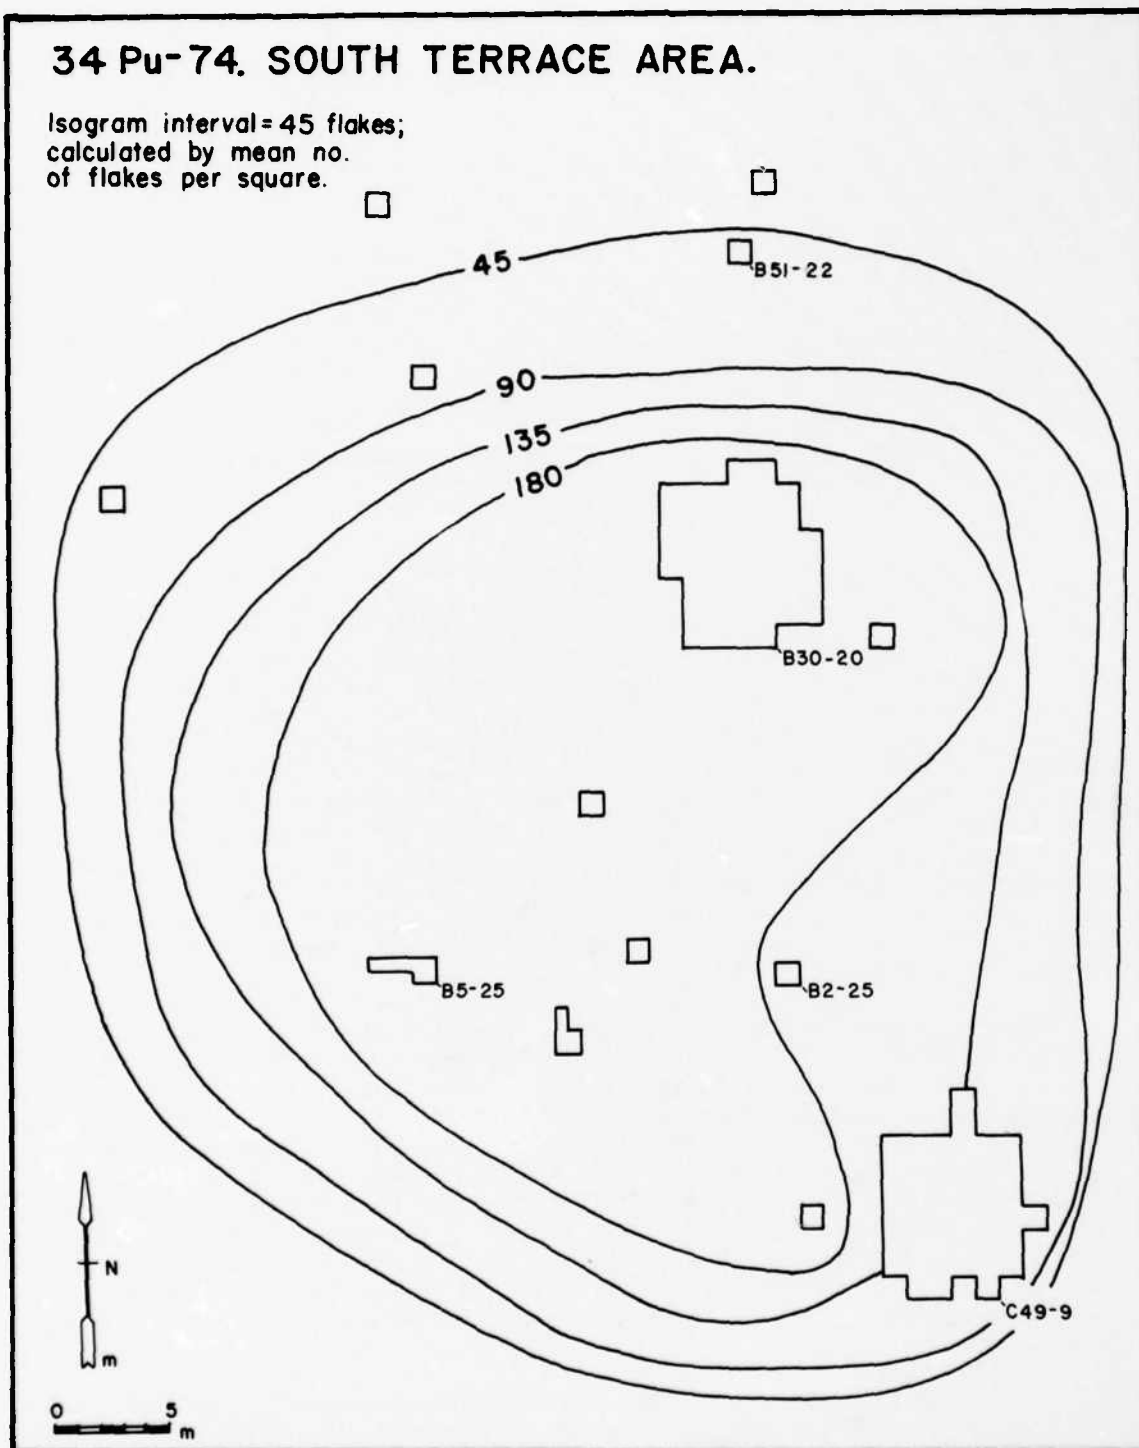 34 Pu-74. SOUTH TERRACE AREA.
Isogram interval = 45 flakes;
calculated by mean no.
of flakes per square.
45
B51-22
90
135
180
B30-20
B5-25
B2-25
N
C49-9
m
0 5
m